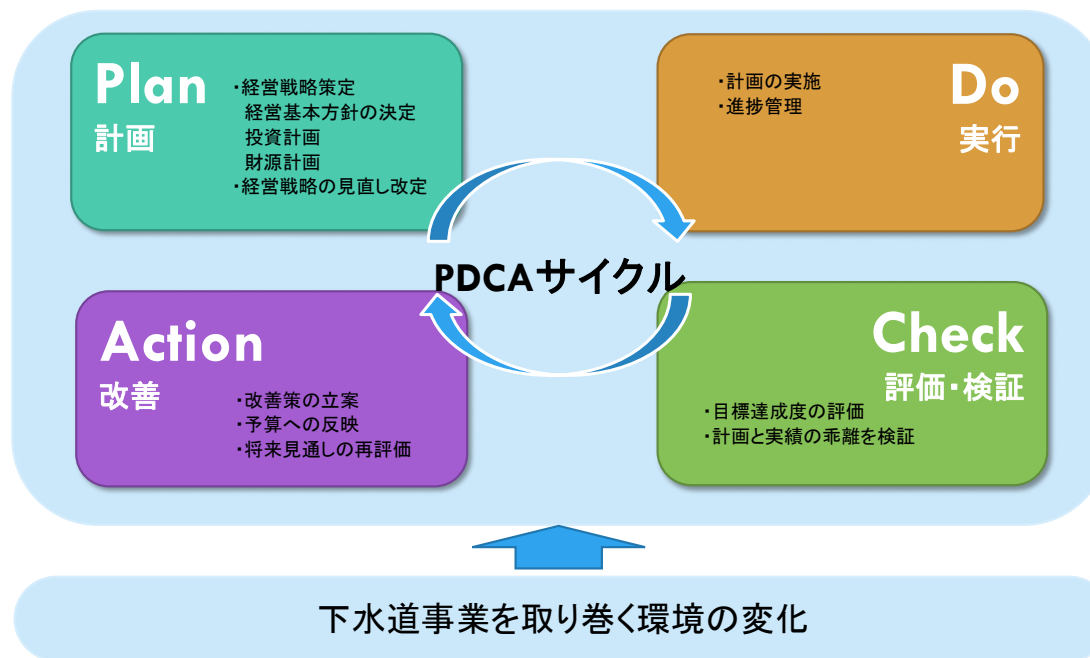 Plan
計画
・経営戦略策定
経営基本方針の決定
投資計画
財源計画
・経営戦略の見直し改定
Do
実行
・計画の実施
・進捗管理
PDCAサイクル
Action
改善
・改善策の立案
・予算への反映
・将来見通しの再評価
Check
評価・検証
・目標達成度の評価
・計画と実績の乖離を検証
下水道事業を取り巻く環境の変化